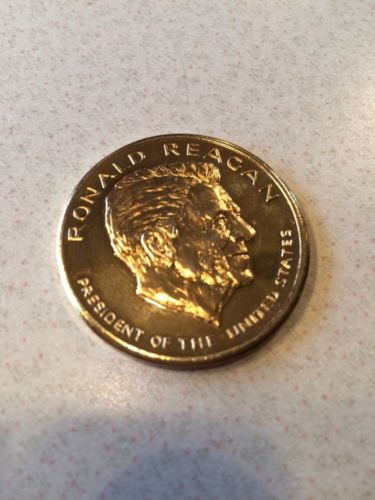 RONALD REAGAN
PRESIDENT OF THE UNITED STATES